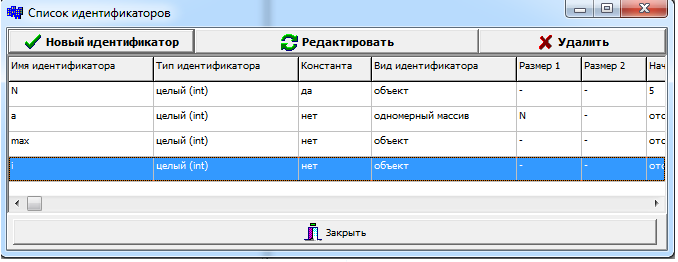 Список идентификаторов
Новый идентификатор Редактировать Удалить
Имя идентификатора Тип идентификатора Константа Вид идентификатора Размер 1 Размер 2 Нач
N целый (int) да объект - - 5
a целый (int) нет одномерный массив N - отс
max целый (int) нет объект - - отс
i целый (int) нет объект - - отс
Закрыть